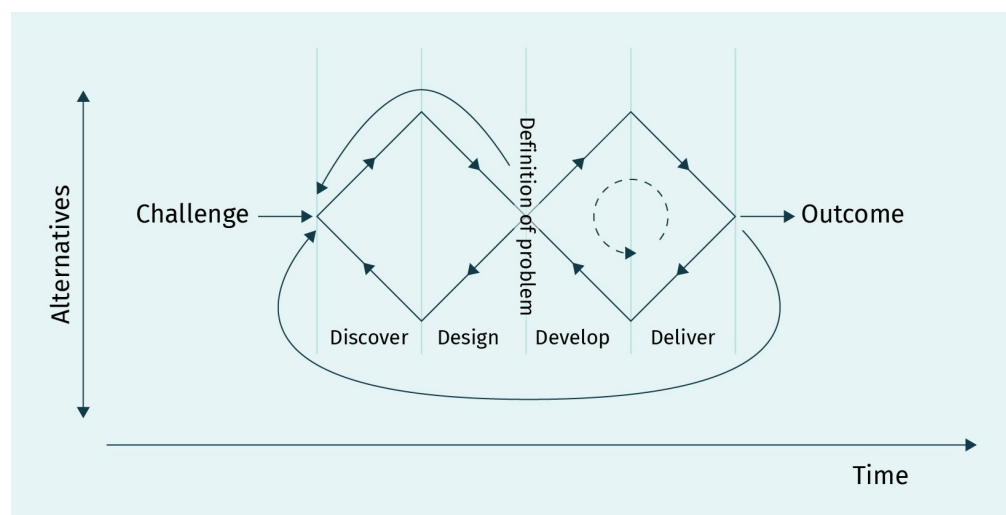 Alternatives
Challenge
Definition of problem
Outcome
Discover
Design
Develop
Deliver
Time